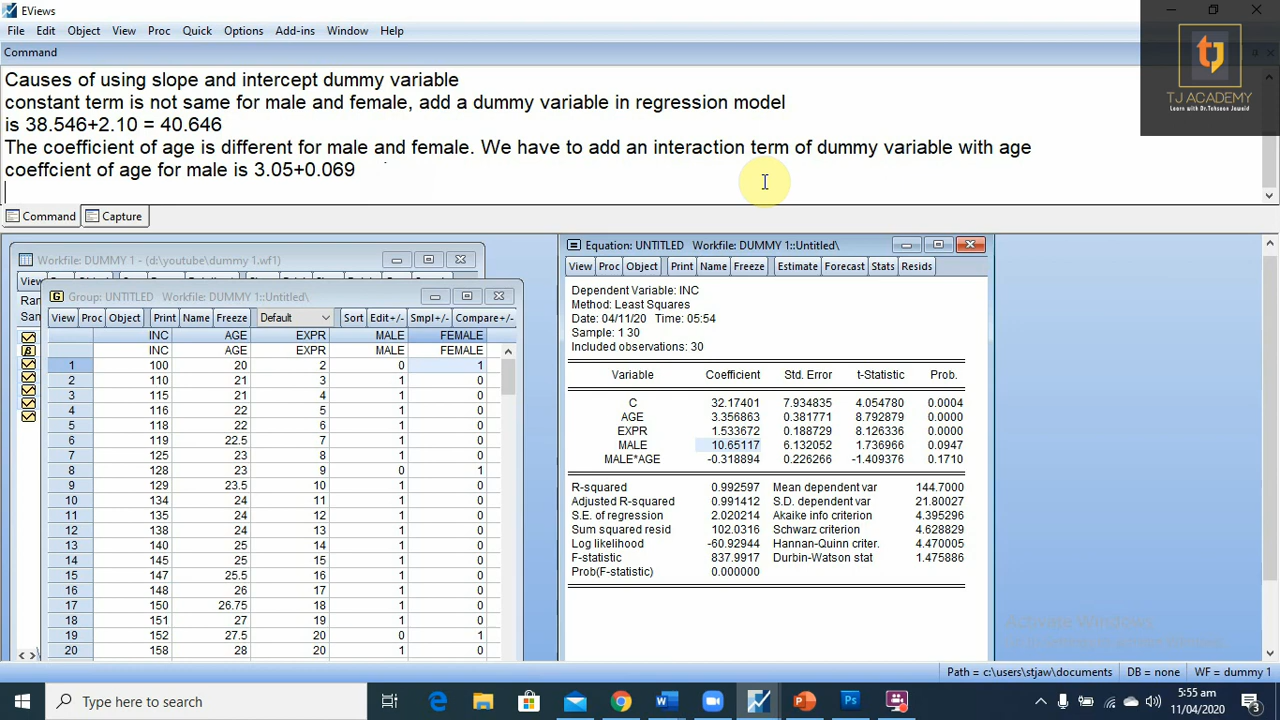 EViews
File Edit Object View Proc Quick Options Add-ins Window Help
Command
TJ ACADEMY
Learn with Dr.Tehseen Jawaid
Causes of using slope and intercept dummy variable
constant term is not same for male and female, add a dummy variable in regression model
is 38.546+2.10 = 40.646
The coefficient of age is different for male and female. We have to add an interaction term of dummy variable with age
coeffcient of age for male is 3.05+0.069
Command Capture
Workfile: DUMMY 1 - (d:\youtube\dummy 1.wf1)
View
Ran
Sam
Group: UNTITLED Workfile: DUMMY 1::Untitled\
View Proc Object Print Name Freeze Default Sort Edit+/- Smpl+/- Compare+/-
INC AGE EXPR MALE FEMALE
INC AGE EXPR MALE FEMALE
1 100 20 2 0 1
2 110 21 3 1 0
3 115 21 4 1 0
4 116 22 5 1 0
5 118 22 6 1 0
6 119 22.5 7 1 0
7 125 23 8 1 0
8 128 23 9 0 1
9 129 23.5 10 1 0
10 134 24 11 1 0
11 135 24 12 1 0
12 138 24 13 1 0
13 140 25 14 1 0
14 145 25 15 1 0
15 147 25.5 16 1 0
16 148 26 17 1 0
17 150 26.75 18 1 0
18 151 27 19 1 0
19 152 27.5 20 0 1
20 158 28 20 1 0
Equation: UNTITLED Workfile: DUMMY 1::Untitled\
View Proc Object Print Name Freeze Estimate Forecast Stats Resids
Dependent Variable: INC
Method: Least Squares
Date: 04/11/20 Time: 05:54
Sample: 1 30
Included observations: 30
Variable Coefficient Std. Error t-Statistic Prob.
C 32.17401 7.934835 4.054780 0.0004
AGE 3.356863 0.381771 8.792879 0.0000
EXPR 1.533672 0.188729 8.126336 0.0000
MALE 10.65117 6.132052 1.736966 0.0947
MALE*AGE -0.318894 0.226266 -1.409376 0.1710
R-squared 0.992597 Mean dependent var 144.7000
Adjusted R-squared 0.991412 S.D. dependent var 21.80027
S.E. of regression 2.020214 Akaike info criterion 4.395296
Sum squared resid 102.0316 Schwarz criterion 4.628829
Log likelihood -60.92944 Hannan-Quinn criter. 4.470005
F-statistic 837.9917 Durbin-Watson stat 1.475886
Prob(F-statistic) 0.000000
Activate Windows
Path = c:\users\stjaw\documents DB = none WF = dummy 1
Type here to search
5:55 am
11/04/2020
3